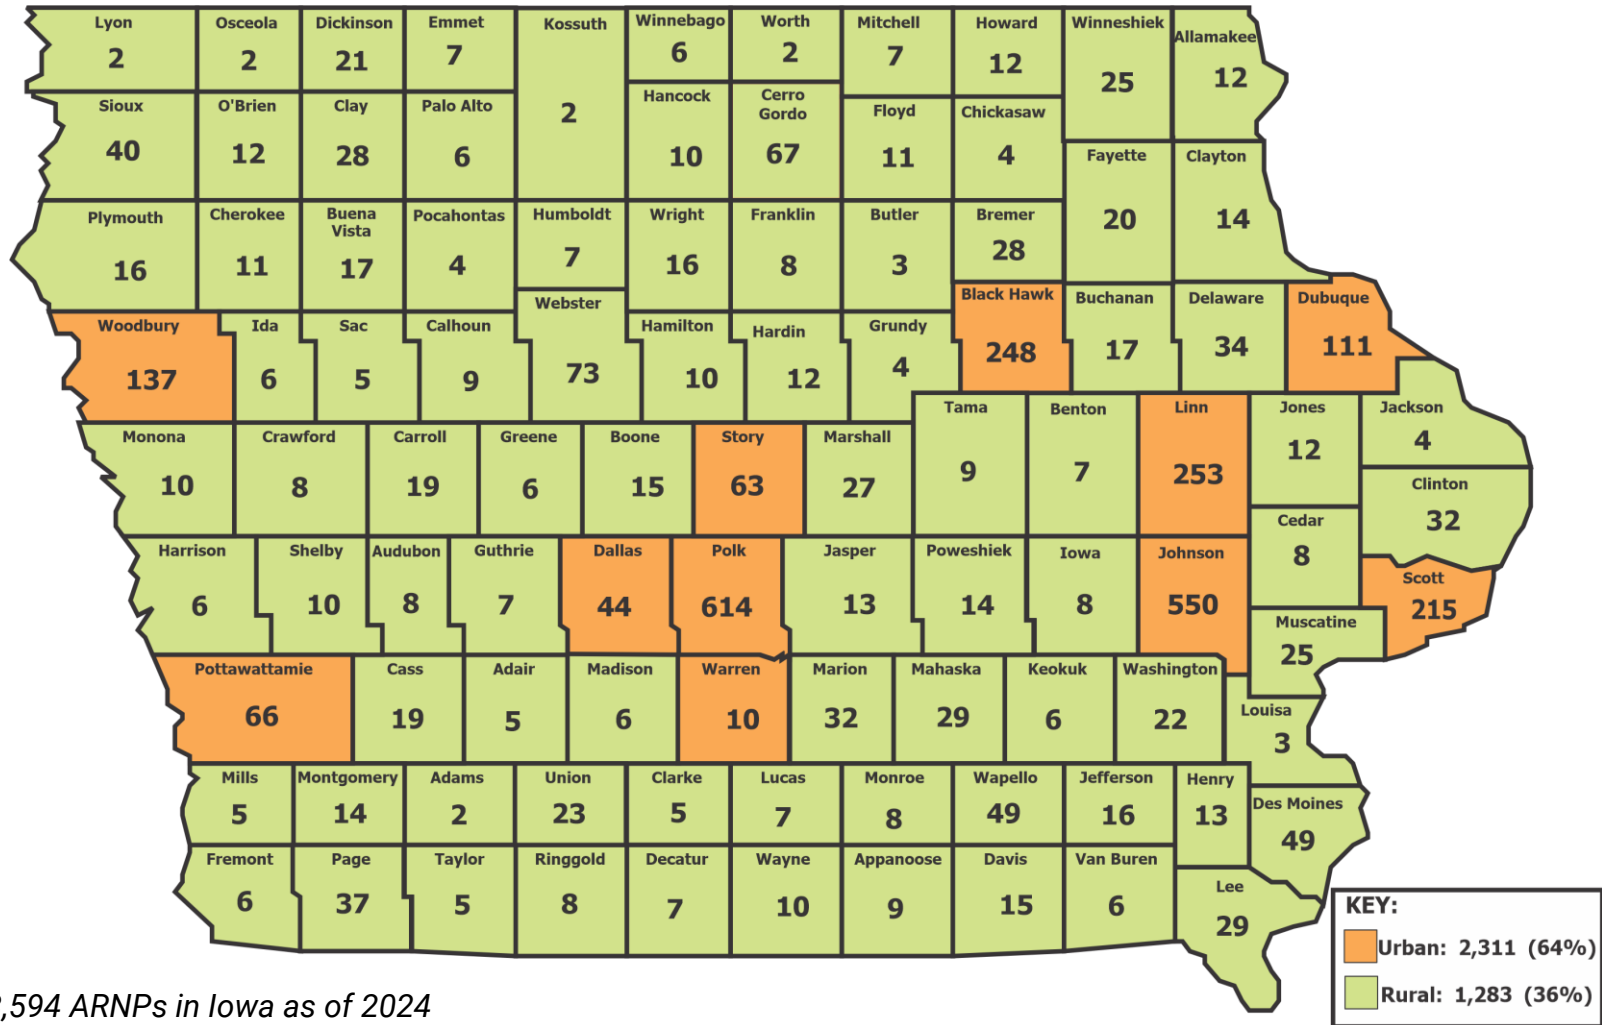 Lyon
2
Osceola
2
Dickinson
21
Emmet
7
Kossuth
2
Winnebago
6
Worth
2
Mitchell
7
Howard
12
Winneshiek
25
Allamakee
12
Sioux
40
O'Brien
12
Clay
28
Palo Alto
6
Hancock
10
Cerro
Gordo
67
Floyd
11
Chickasaw
4
Fayette
20
Clayton
14
Plymouth
16
Cherokee
11
Buena
Vista
17
Pocahontas
4
Humboldt
7
Wright
16
Franklin
8
Butler
3
Bremer
28
Woodbury
137
Ida
6
Sac
5
Calhoun
9
Webster
73
Hamilton
10
Hardin
12
Grundy
4
Black Hawk
248
Buchanan
17
Delaware
34
Dubuque
111
Monona
10
Crawford
8
Carroll
19
Greene
6
Boone
15
Story
63
Marshall
27
Tama
9
Benton
7
Linn
253
Jones
12
Jackson
4
Clinton
32
Cedar
8
Harrison
6
Shelby
10
Audubon
8
Guthrie
7
Dallas
44
Polk
614
Jasper
13
Poweshiek
14
Iowa
8
Johnson
550
Scott
215
Muscatine
25
Pottawattamie
66
Cass
19
Adair
5
Madison
6
Warren
10
Marion
32
Mahaska
29
Keokuk
6
Washington
22
Louisa
3
Mills
5
Montgomery
14
Adams
2
Union
23
Clarke
5
Lucas
7
Monroe
8
Wapello
49
Jefferson
16
Henry
13
Des Moines
49
Fremont
6
Page
37
Taylor
5
Ringgold
8
Decatur
7
Wayne
10
Appanoose
9
Davis
15
Van Buren
6
Lee
29
KEY:
Urban: 2,311 (64%)
Rural: 1,283 (36%)
,594 ARNPs in Iowa as of 2024